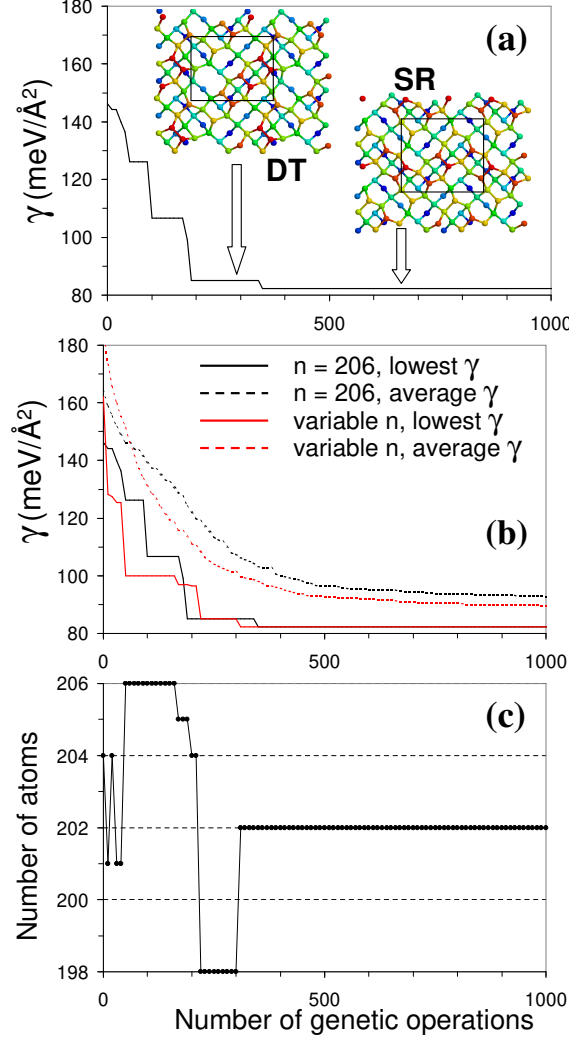 180
160
140
120
100
80
γ (meV/Å²)
(a)
DT
SR
0
500
1000
180
160
140
120
100
80
γ (meV/Å²)
n = 206, lowest γ
n = 206, average γ
variable n, lowest γ
variable n, average γ
(b)
0
500
1000
206
204
202
200
198
Number of atoms
(c)
0
500
1000
Number of genetic operations